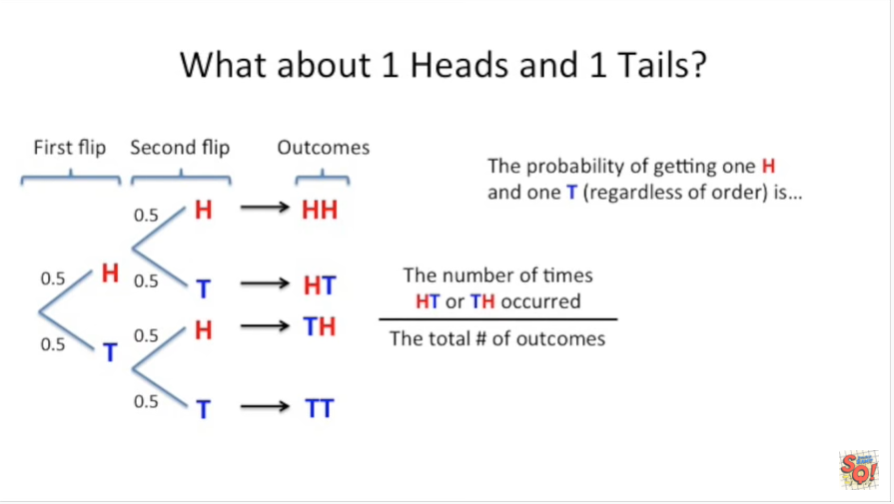 What about 1 Heads and 1 Tails?
First flip Second flip Outcomes
The probability of getting one H
and one T (regardless of order) is...
0.5 H HH
0.5 H 0.5 T HT
0.5 T 0.5 H TH
0.5 T TT
The number of times
HT or TH occurred
The total # of outcomes
SQ!